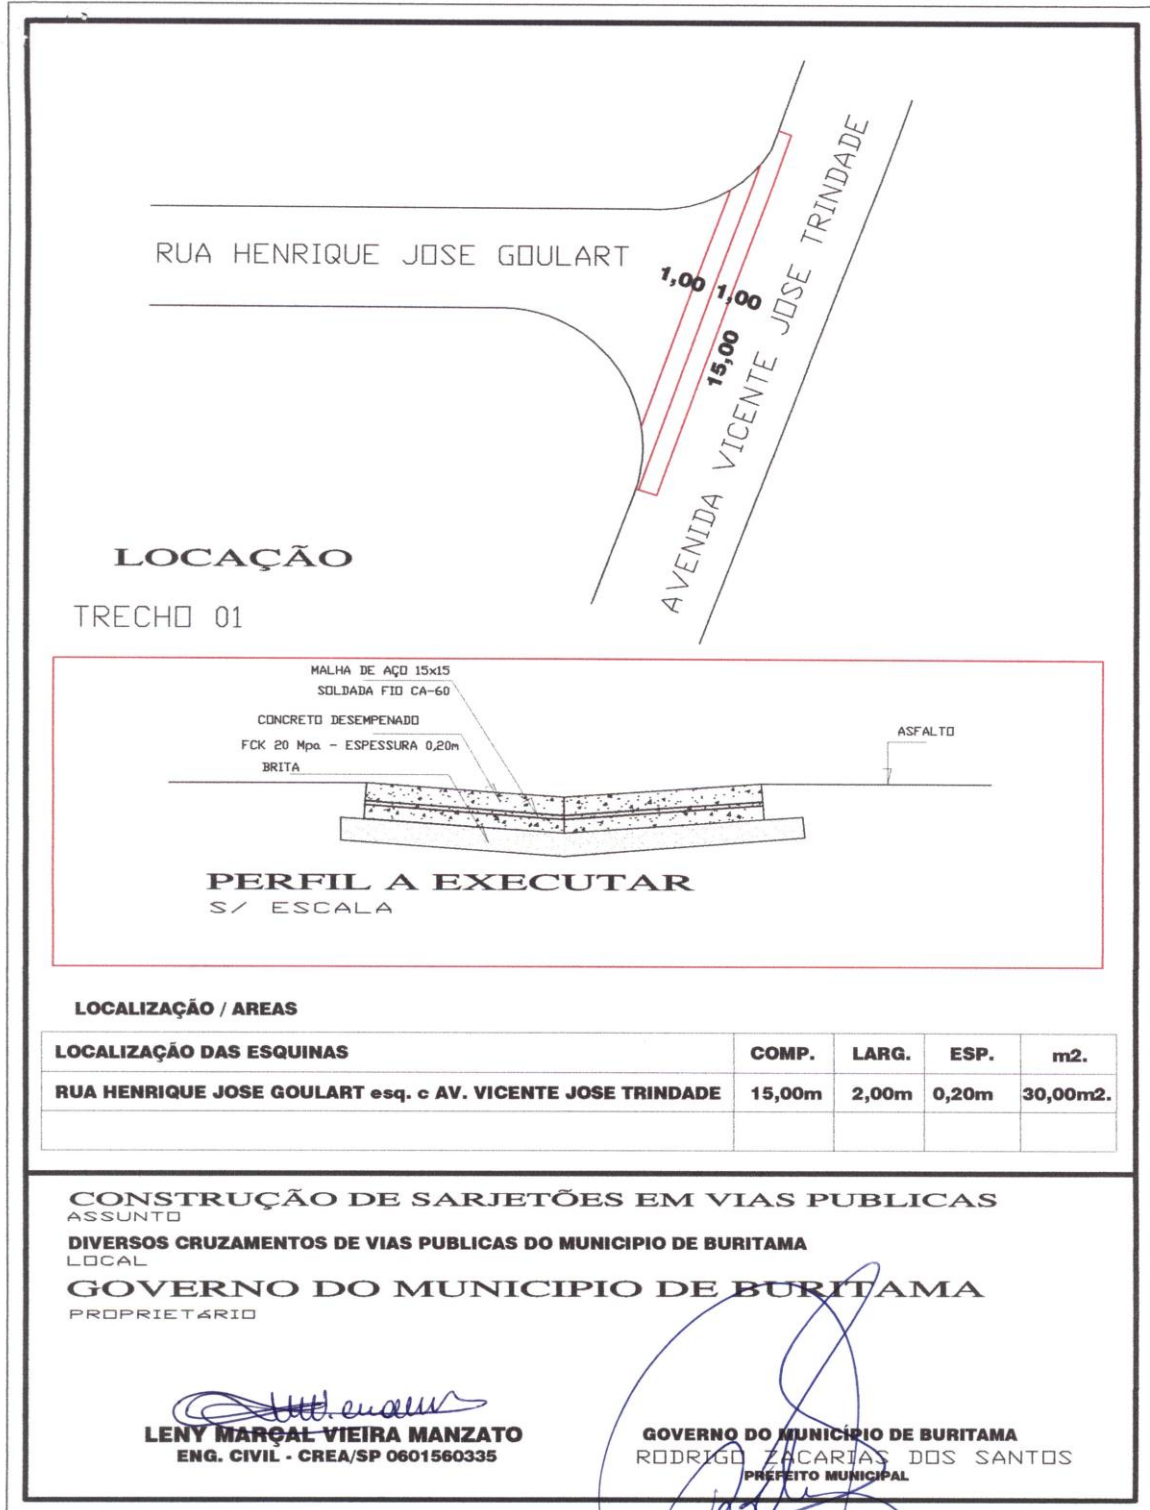 RUA HENRIQUE JOSE GOULART
1,00 1,00
15,00
AVENIDA VICENTE JOSE TRINDADE
LOCAÇÃO
TRECHO 01
MALHA DE AÇO 15x15
SOLDADA FIO CA-60
CONCRETO DESEMPENADO
FCK 20 Mpa - ESPESSURA 0,20m
BRITA
ASFALTO
PERFIL A EXECUTAR
S/ ESCALA
LOCALIZAÇÃO / AREAS
LOCALIZAÇÃO DAS ESQUINAS COMP. LARG. ESP. m2.
RUA HENRIQUE JOSE GOULART esq. c AV. VICENTE JOSE TRINDADE 15,00m 2,00m 0,20m 30,00m2.
CONSTRUÇÃO DE SARJETÕES EM VIAS PUBLICAS
ASSUNTO
DIVERSOS CRUZAMENTOS DE VIAS PUBLICAS DO MUNICIPIO DE BURITAMA
LOCAL
GOVERNO DO MUNICIPIO DE BURITAMA
PROPRIETÁRIO
LENY MARÇAL VIEIRA MANZATO
ENG. CIVIL - CREA/SP 0601560335
GOVERNO DO MUNICÍPIO DE BURITAMA
RODRIGO ZACARIAS DOS SANTOS
PREFEITO MUNICIPAL